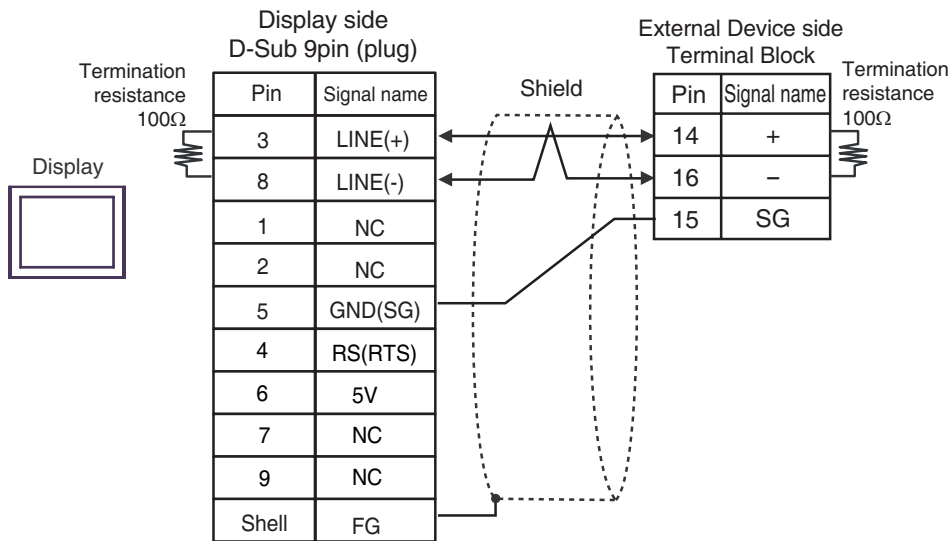 Display side
D-Sub 9pin (plug)
External Device side
Terminal Block
Termination
resistance
100Ω
Shield
Termination
resistance
100Ω
Display
Pin Signal name
3 LINE(+)
8 LINE(-)
1 NC
2 NC
5 GND(SG)
4 RS(RTS)
6 5V
7 NC
9 NC
Shell FG
Pin Signal name
14 +
16 −
15 SG